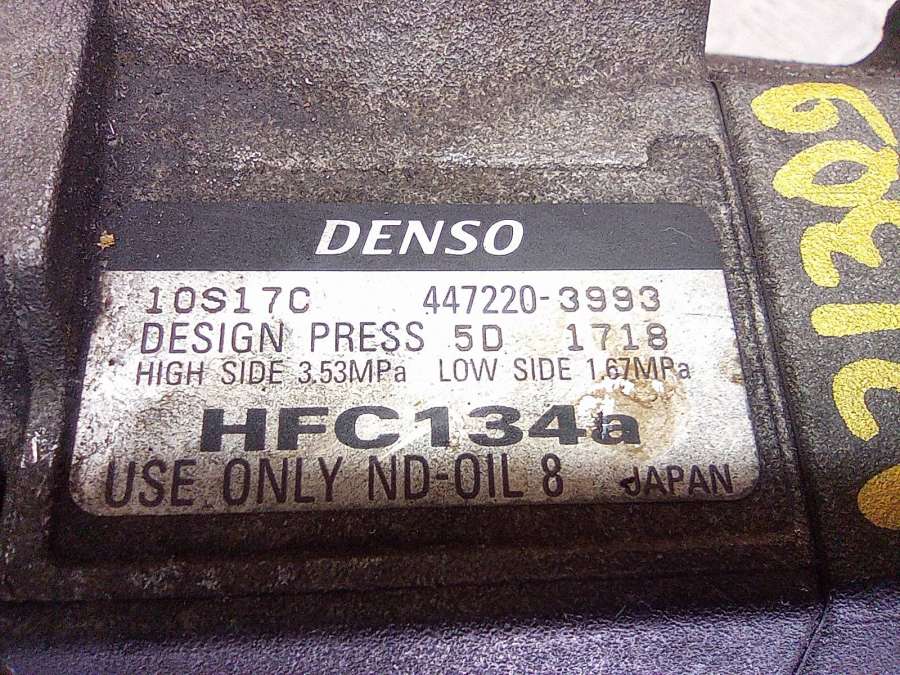 DENSO
10S17C 447220-3993
DESIGN PRESS 5D 1718
HIGH SIDE 3.53MPa LOW SIDE 1.67MPa
HFC134a
USE ONLY ND-OIL 8 JAPAN